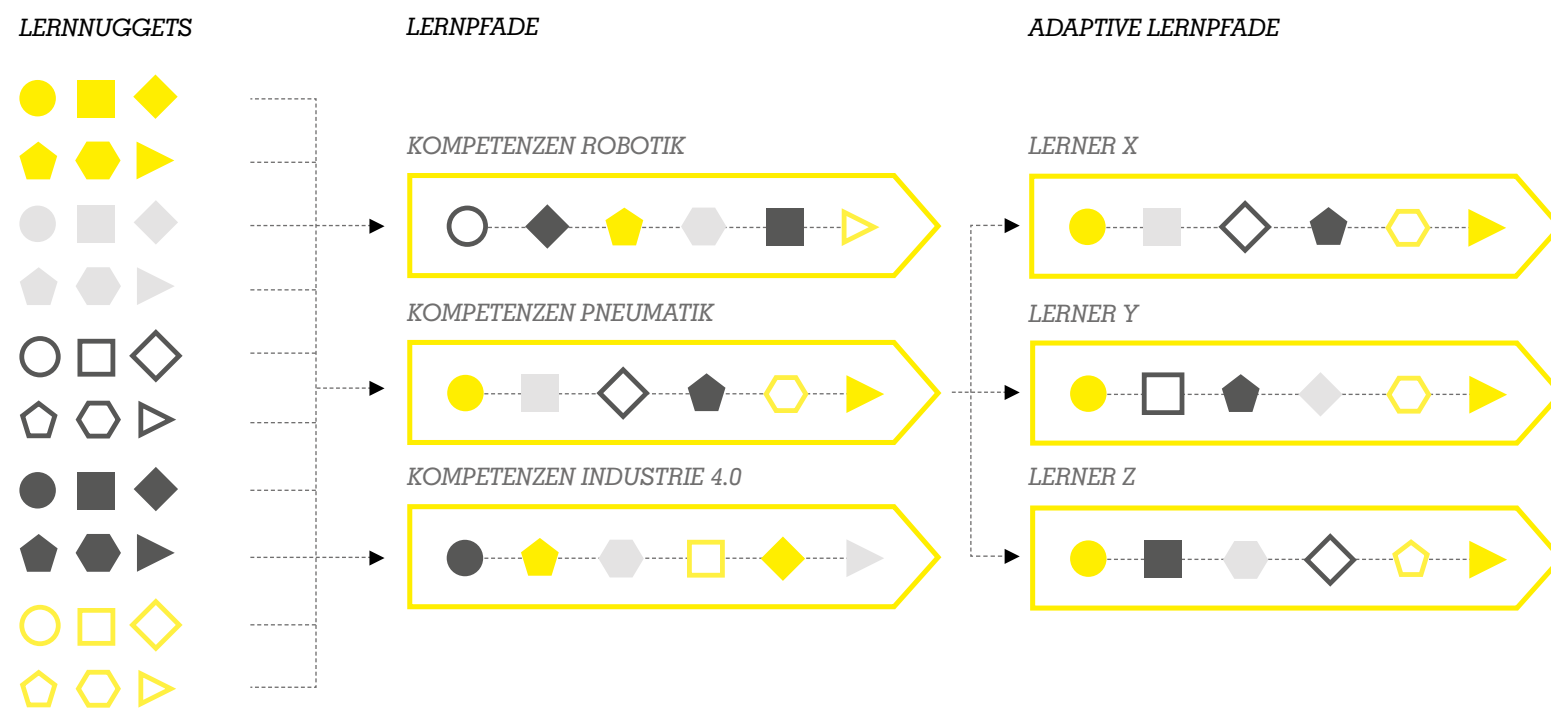 LERNNUGGETS
LERNPFADE
ADAPTIVE LERNPFADE
KOMPETENZEN ROBOTIK
LERNER X
KOMPETENZEN PNEUMATIK
LERNER Y
KOMPETENZEN INDUSTRIE 4.0
LERNER Z